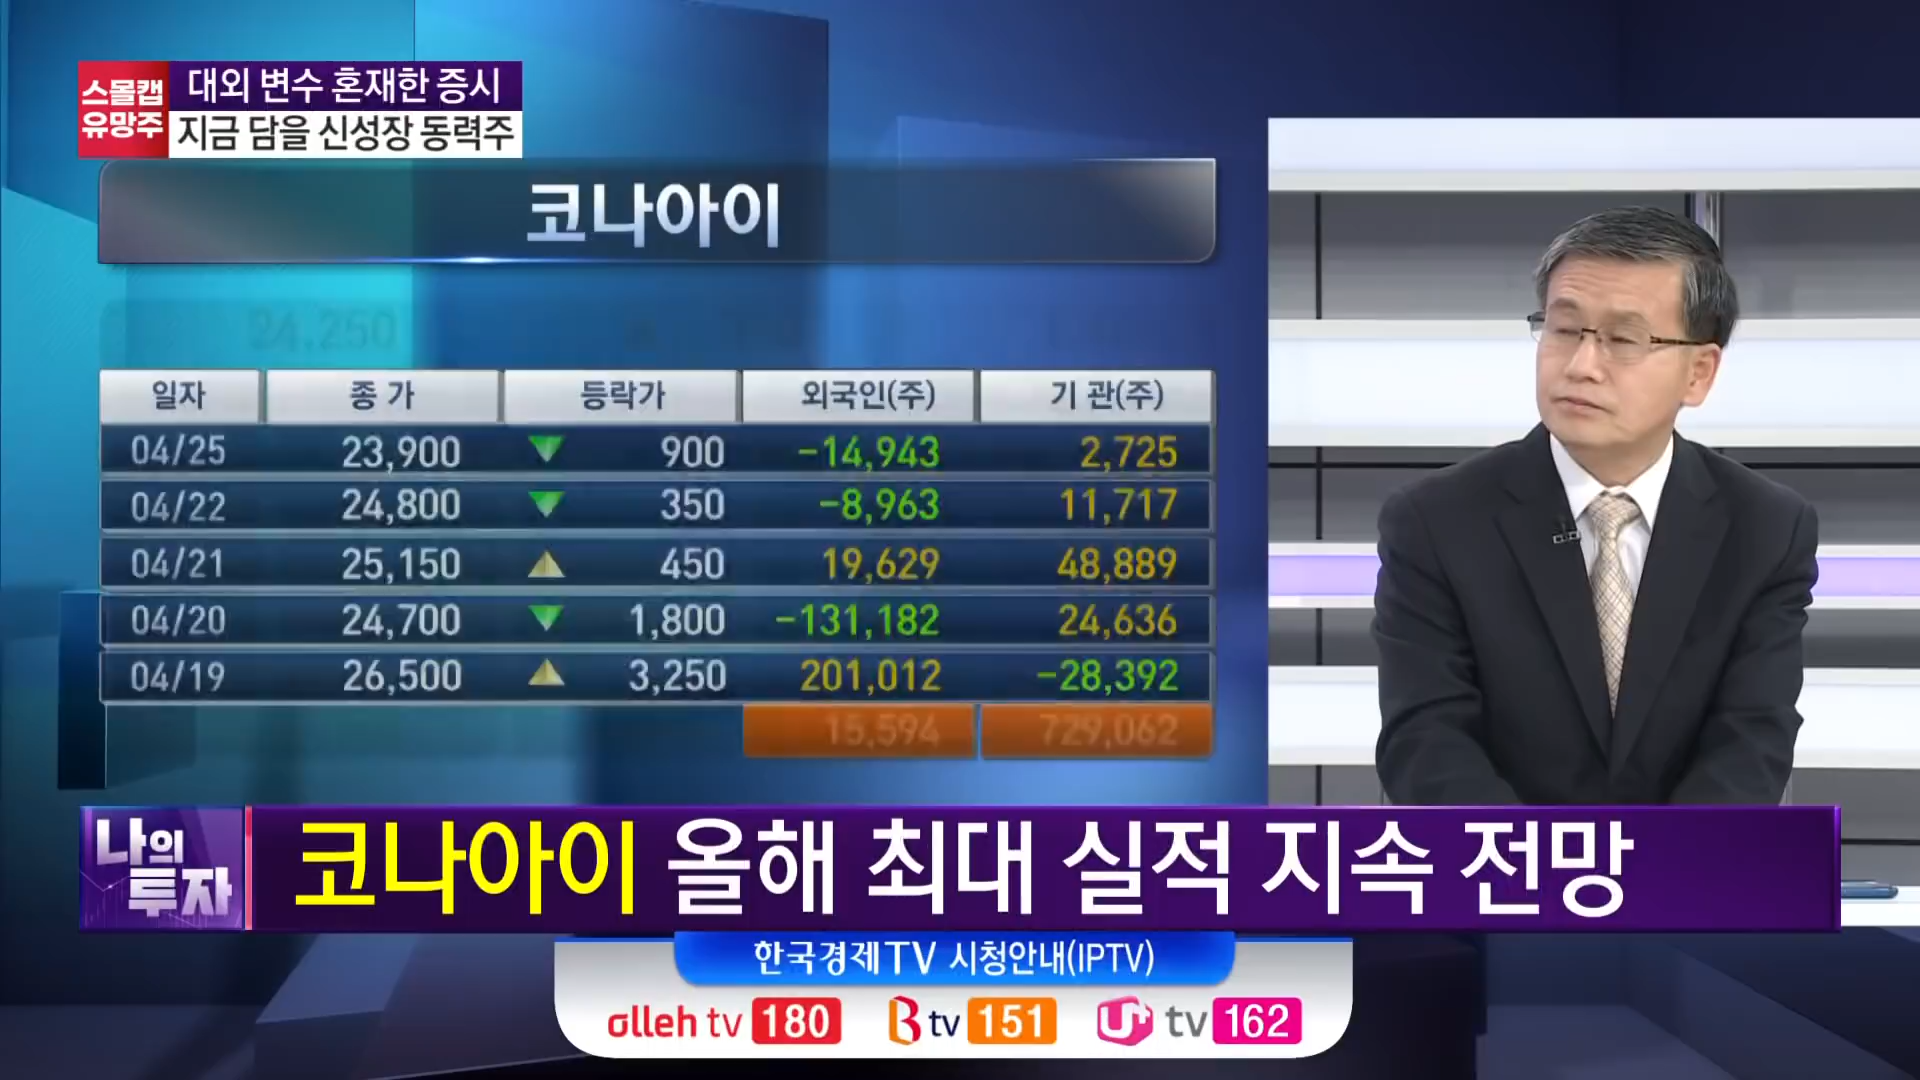 스몰캡
유망주
대외 변수 혼재한 증시
지금 담을 신성장 동력주
코나아이
24,250
일자 종 가 등락가 외국인(주) 기 관(주)
04/25 23,900 ▼ 900 -14,943 2,725
04/22 24,800 ▼ 350 -8,963 11,717
04/21 25,150 ▲ 450 19,629 48,889
04/20 24,700 ▼ 1,800 -131,182 24,636
04/19 26,500 ▲ 3,250 201,012 -28,392
15,594 729,062
나의
투자
코나아이 올해 최대 실적 지속 전망
한국경제TV 시청안내(IPTV)
olleh tv 180 B tv 151 U+ tv 162